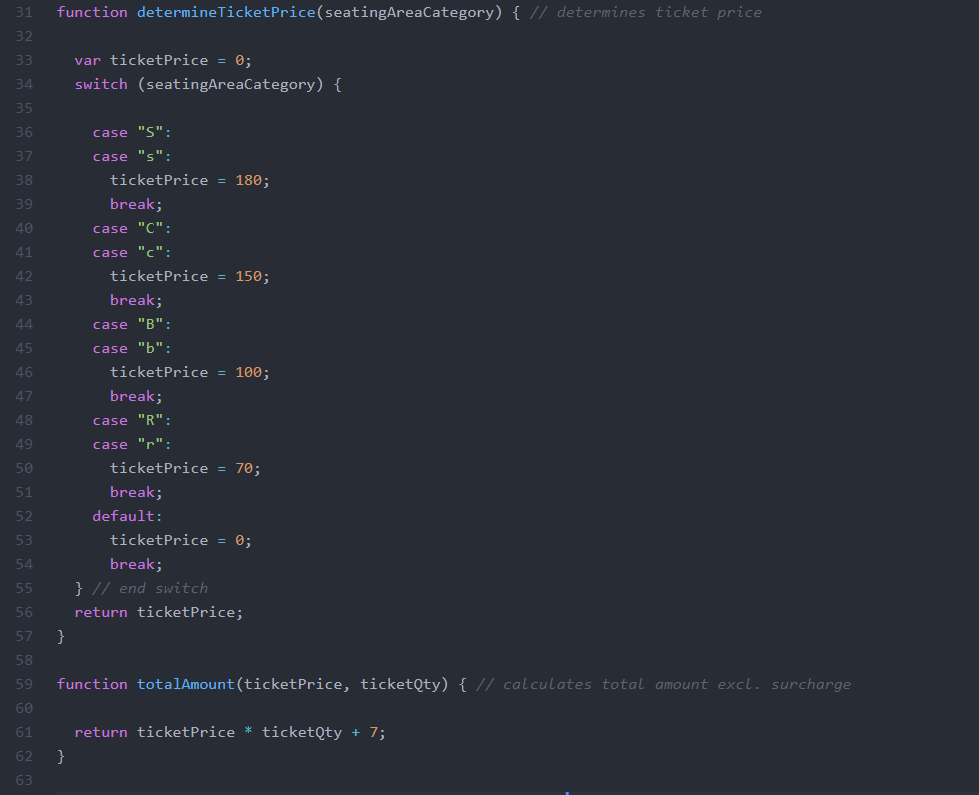 31 function determineTicketPrice(seatingAreaCategory) { // determines ticket price
32
33 var ticketPrice = 0;
34 switch (seatingAreaCategory) {
35
36 case "S":
37 case "s":
38 ticketPrice = 180;
39 break;
40 case "C":
41 case "c":
42 ticketPrice = 150;
43 break;
44 case "B":
45 case "b":
46 ticketPrice = 100;
47 break;
48 case "R":
49 case "r":
50 ticketPrice = 70;
51 break;
52 default:
53 ticketPrice = 0;
54 break;
55 } // end switch
56 return ticketPrice;
57 }
58
59 function totalAmount(ticketPrice, ticketQty) { // calculates total amount excl. surcharge
60
61 return ticketPrice * ticketQty + 7;
62 }
63